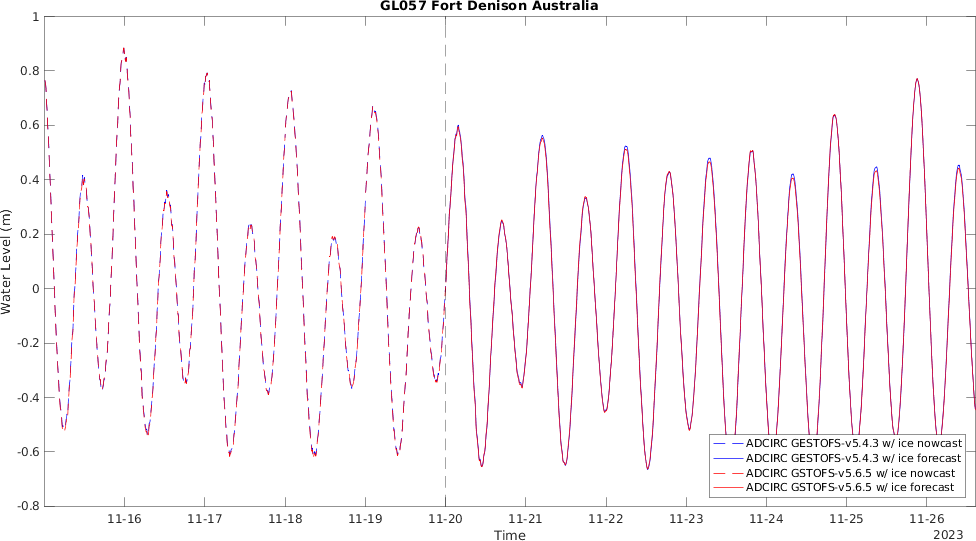 GL057 Fort Denison Australia
1
0.8
0.6
0.4
0.2
0
-0.2
-0.4
-0.6
-0.8
Water Level (m)
ADCIRC GESTOFS-v5.4.3 w/ ice nowcast
ADCIRC GESTOFS-v5.4.3 w/ ice forecast
ADCIRC GSTOFS-v5.6.5 w/ ice nowcast
ADCIRC GSTOFS-v5.6.5 w/ ice forecast
11-16 11-17 11-18 11-19 11-20 11-21 11-22 11-23 11-24 11-25 11-26
Time
2023